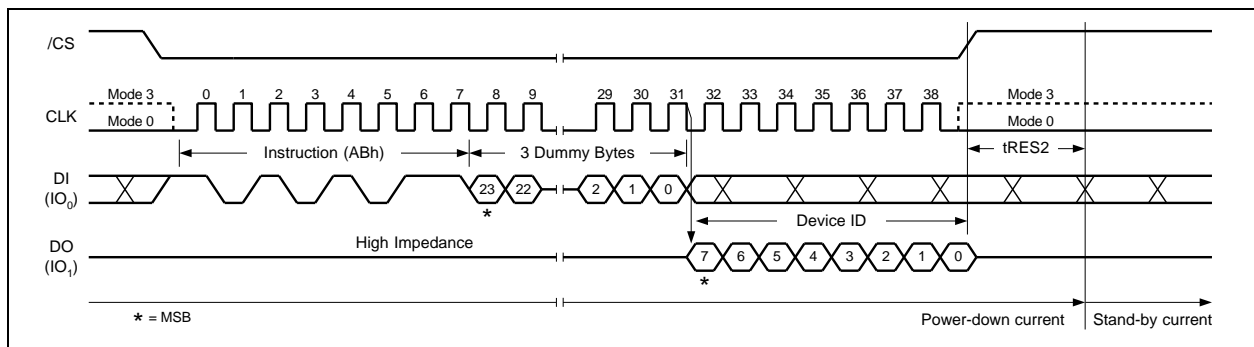 /CS
Mode 3 0 1 2 3 4 5 6 7 8 9 29 30 31 32 33 34 35 36 37 38 Mode 3
CLK
Mode 0 Mode 0
Instruction (ABh) 3 Dummy Bytes tRES2
DI
(IO0)
23 22 2 1 0
*
Device ID
High Impedance
DO
(IO1)
7 6 5 4 3 2 1 0
*
* = MSB
Power-down current Stand-by current